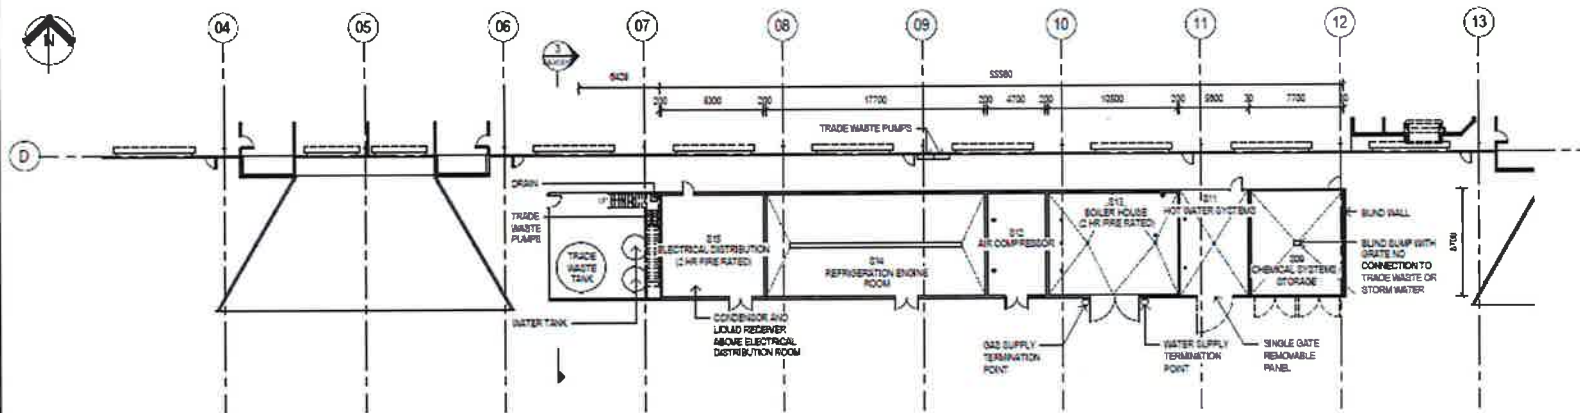 N
04
05
06
07
08
09
10
11
12
13
3
55580
200
8300
200
17700
200
4700
200
10500
200
7700
TRADE WASTE PUMPS
D
DRAIN
UP
TRADE
WASTE
PUMPS
TRADE
WASTE
TANK
WATER TANK
S15
ELECTRICAL DISTRIBUTION
(2 HR FIRE RATED)
S14
REFRIGERATION ENGINE
ROOM
S12
AIR COMPRESSOR
S13
BOILER HOUSE
(2 HR FIRE RATED)
S11
HOT WATER SYSTEMS
S09
CHEMICAL SYSTEMS
STORAGE
8700
BUND WALL
BUND SUMP WITH
GRATE NO
CONNECTION TO
TRADE WASTE OR
STORM WATER
CONDENSOR AND
LIQUID RECEIVER
ABOVE ELECTRICAL
DISTRIBUTION ROOM
GAS SUPPLY
TERMINATION
POINT
WATER SUPPLY
TERMINATION
POINT
SINGLE GATE
REMOVABLE
PANEL